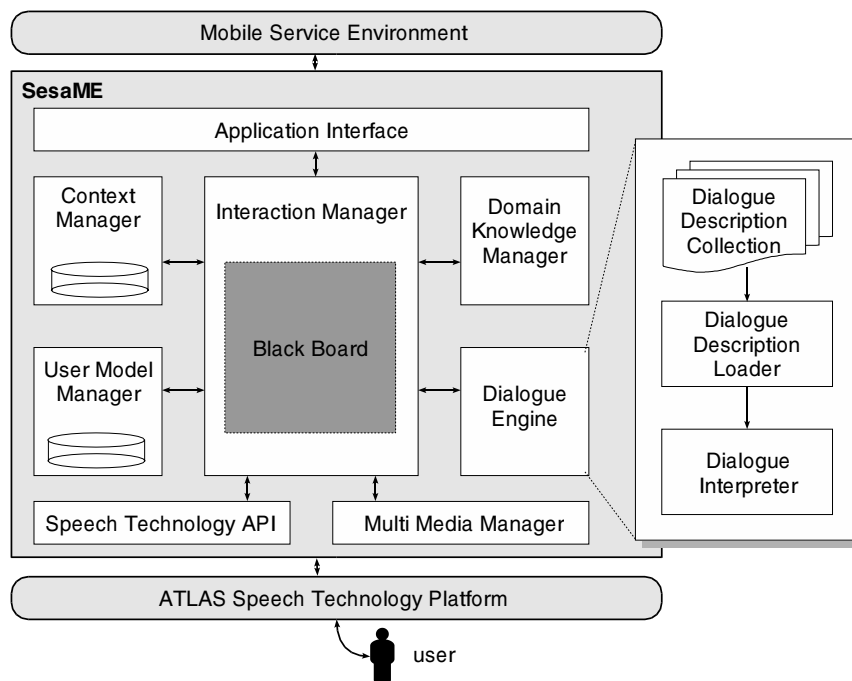 Mobile Service Environment
SesaME
Application Interface
Context
Manager
Interaction Manager
Domain
Knowledge
Manager
Black Board
User Model
Manager
Dialogue
Engine
Speech Technology API
Multi Media Manager
Dialogue
Description
Collection
Dialogue
Description
Loader
Dialogue
Interpreter
ATLAS Speech Technology Platform
user